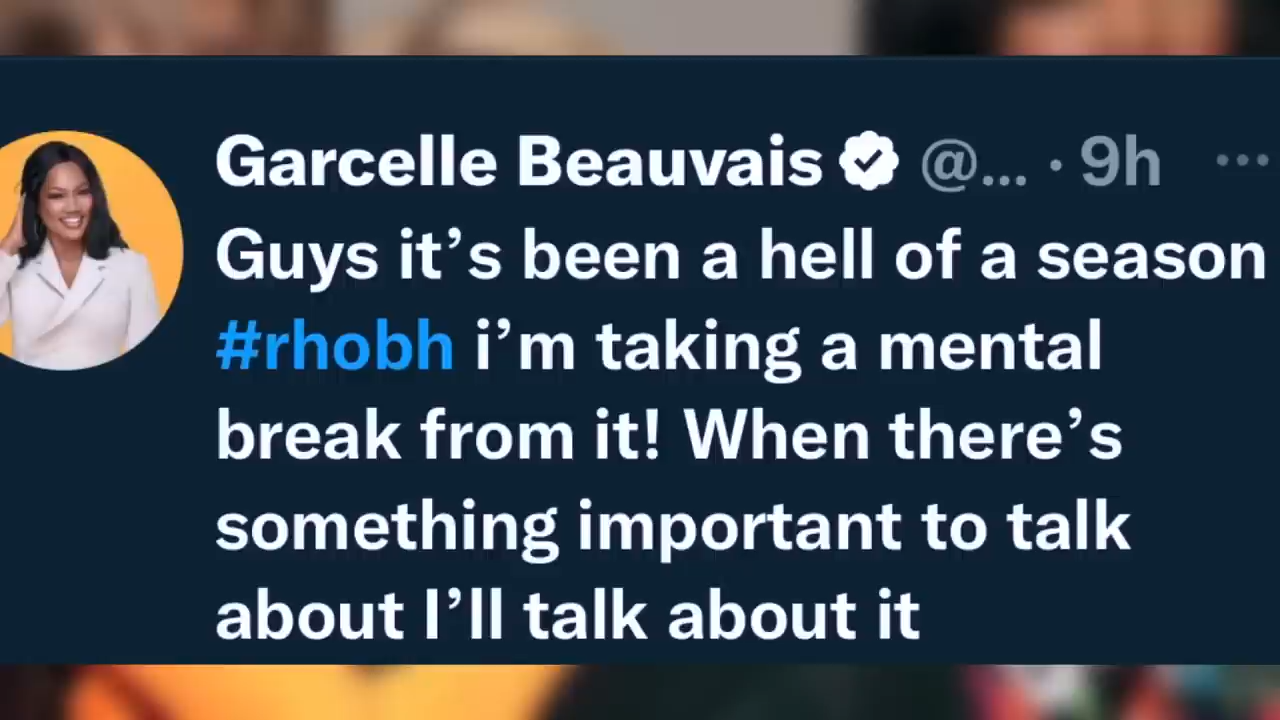 Garcelle Beauvais @... · 9h ...
Guys it’s been a hell of a season
#rhobh i’m taking a mental
break from it! When there’s
something important to talk
about I’ll talk about it